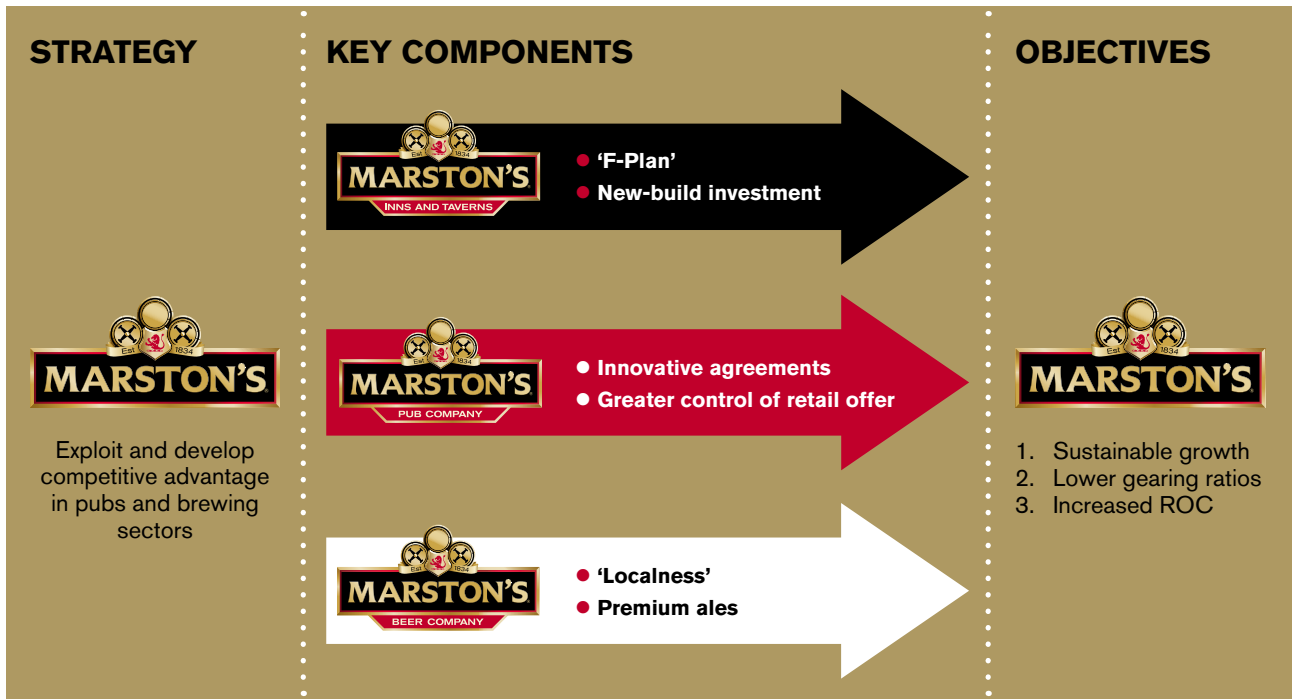 STRATEGY
Est 1834
MARSTON'S
Exploit and develop
competitive advantage
in pubs and brewing
sectors
KEY COMPONENTS
Est 1834
MARSTON'S
INNS AND TAVERNS
● ‘F-Plan’
● New-build investment
Est 1834
MARSTON'S
PUB COMPANY
● Innovative agreements
● Greater control of retail offer
Est 1834
MARSTON'S
BEER COMPANY
● ‘Localness’
● Premium ales
OBJECTIVES
Est 1834
MARSTON'S
1. Sustainable growth
2. Lower gearing ratios
3. Increased ROC